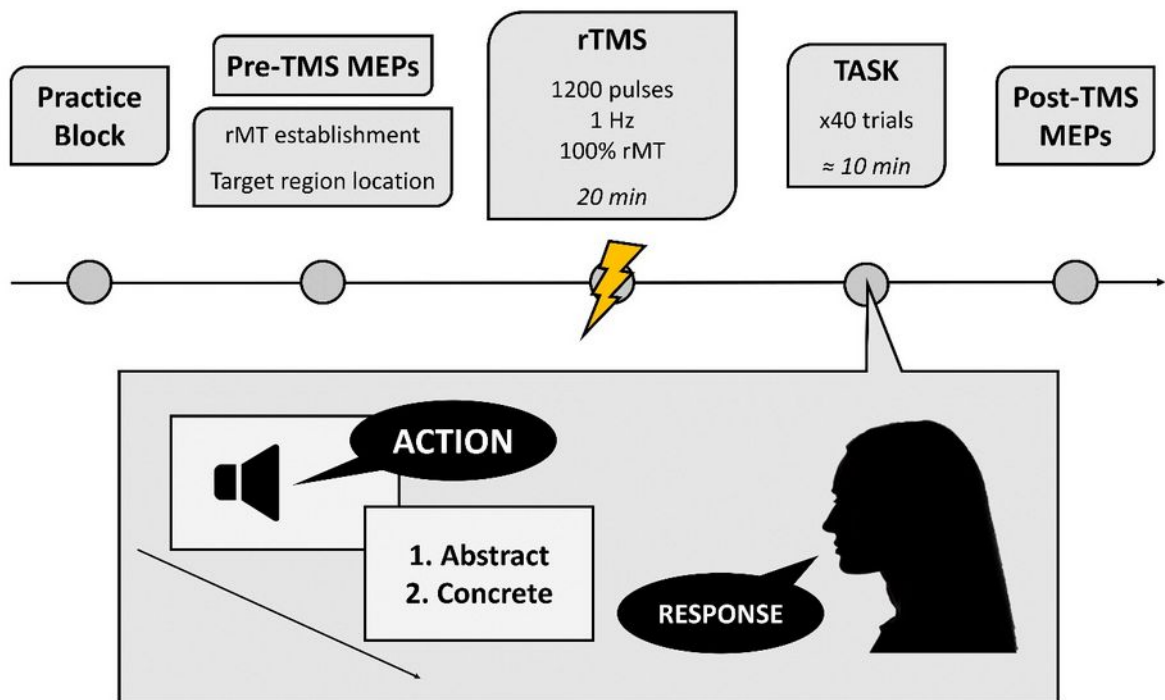 Practice
Block
Pre-TMS MEPs
rMT establishment
Target region location
rTMS
1200 pulses
1 Hz
100% rMT
20 min
TASK
x40 trials
≈ 10 min
Post-TMS
MEPs
ACTION
1. Abstract
2. Concrete
RESPONSE